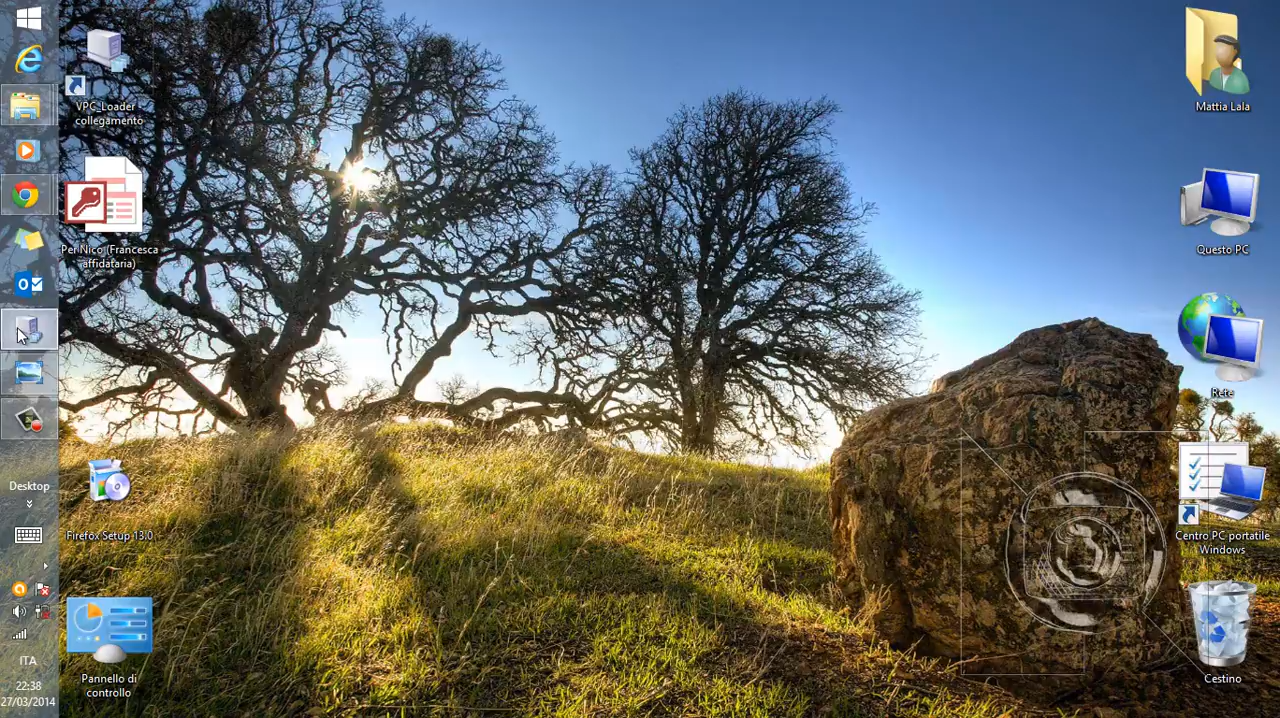 VPC_Loader
collegamento
Per Nico (Francesca
affidataria)
Firefox Setup 13.0
Pannello di
controllo
Desktop
ITA
22:38
27/03/2014
Mattia Lala
Questo PC
Rete
Centro PC portatile
Windows
Cestino